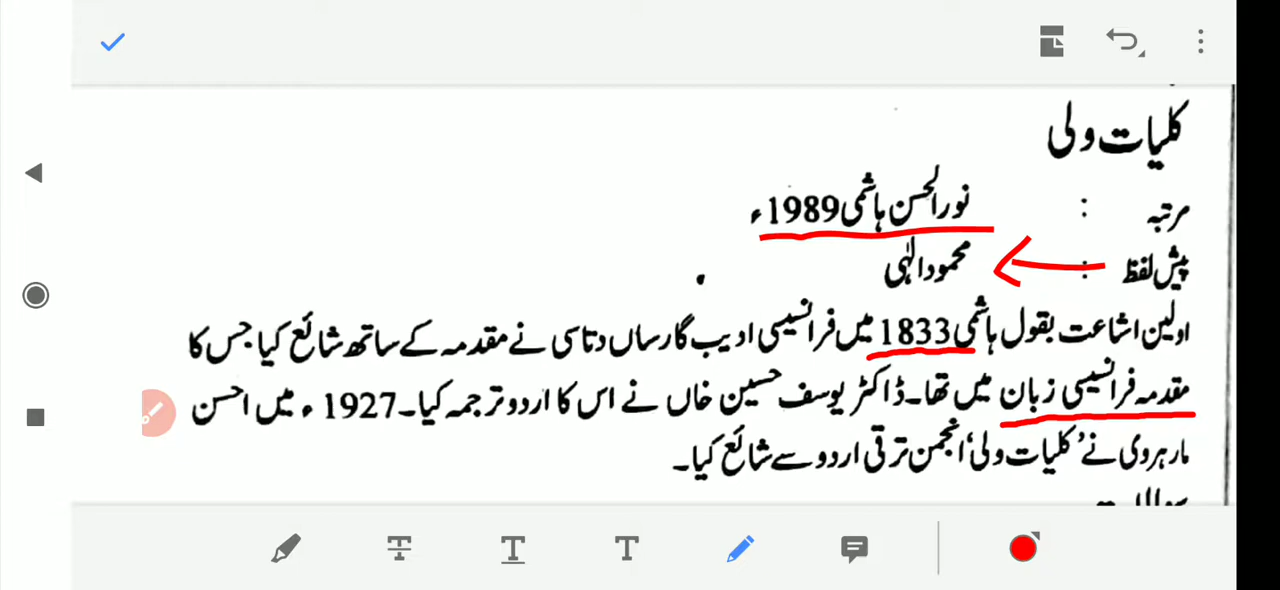 کلیات ولی
مرتبہ : نورالحسن ہاشمی 1989ء
پیش لفظ : محمود الٰہی
اولین اشاعت بقول ہاشمی 1833 میں فرانسیسی ادیب گارساں دتاسی نے مقدمہ کے ساتھ شائع کیا جس کا
مقدمہ فرانسیسی زبان میں تھا۔ ڈاکٹر یوسف حسین خاں نے اس کا اردو ترجمہ کیا۔ 1927ء میں احسن
مارہروی نے ’کلیات ولی‘ انجمن ترقی اردو سے شائع کیا۔